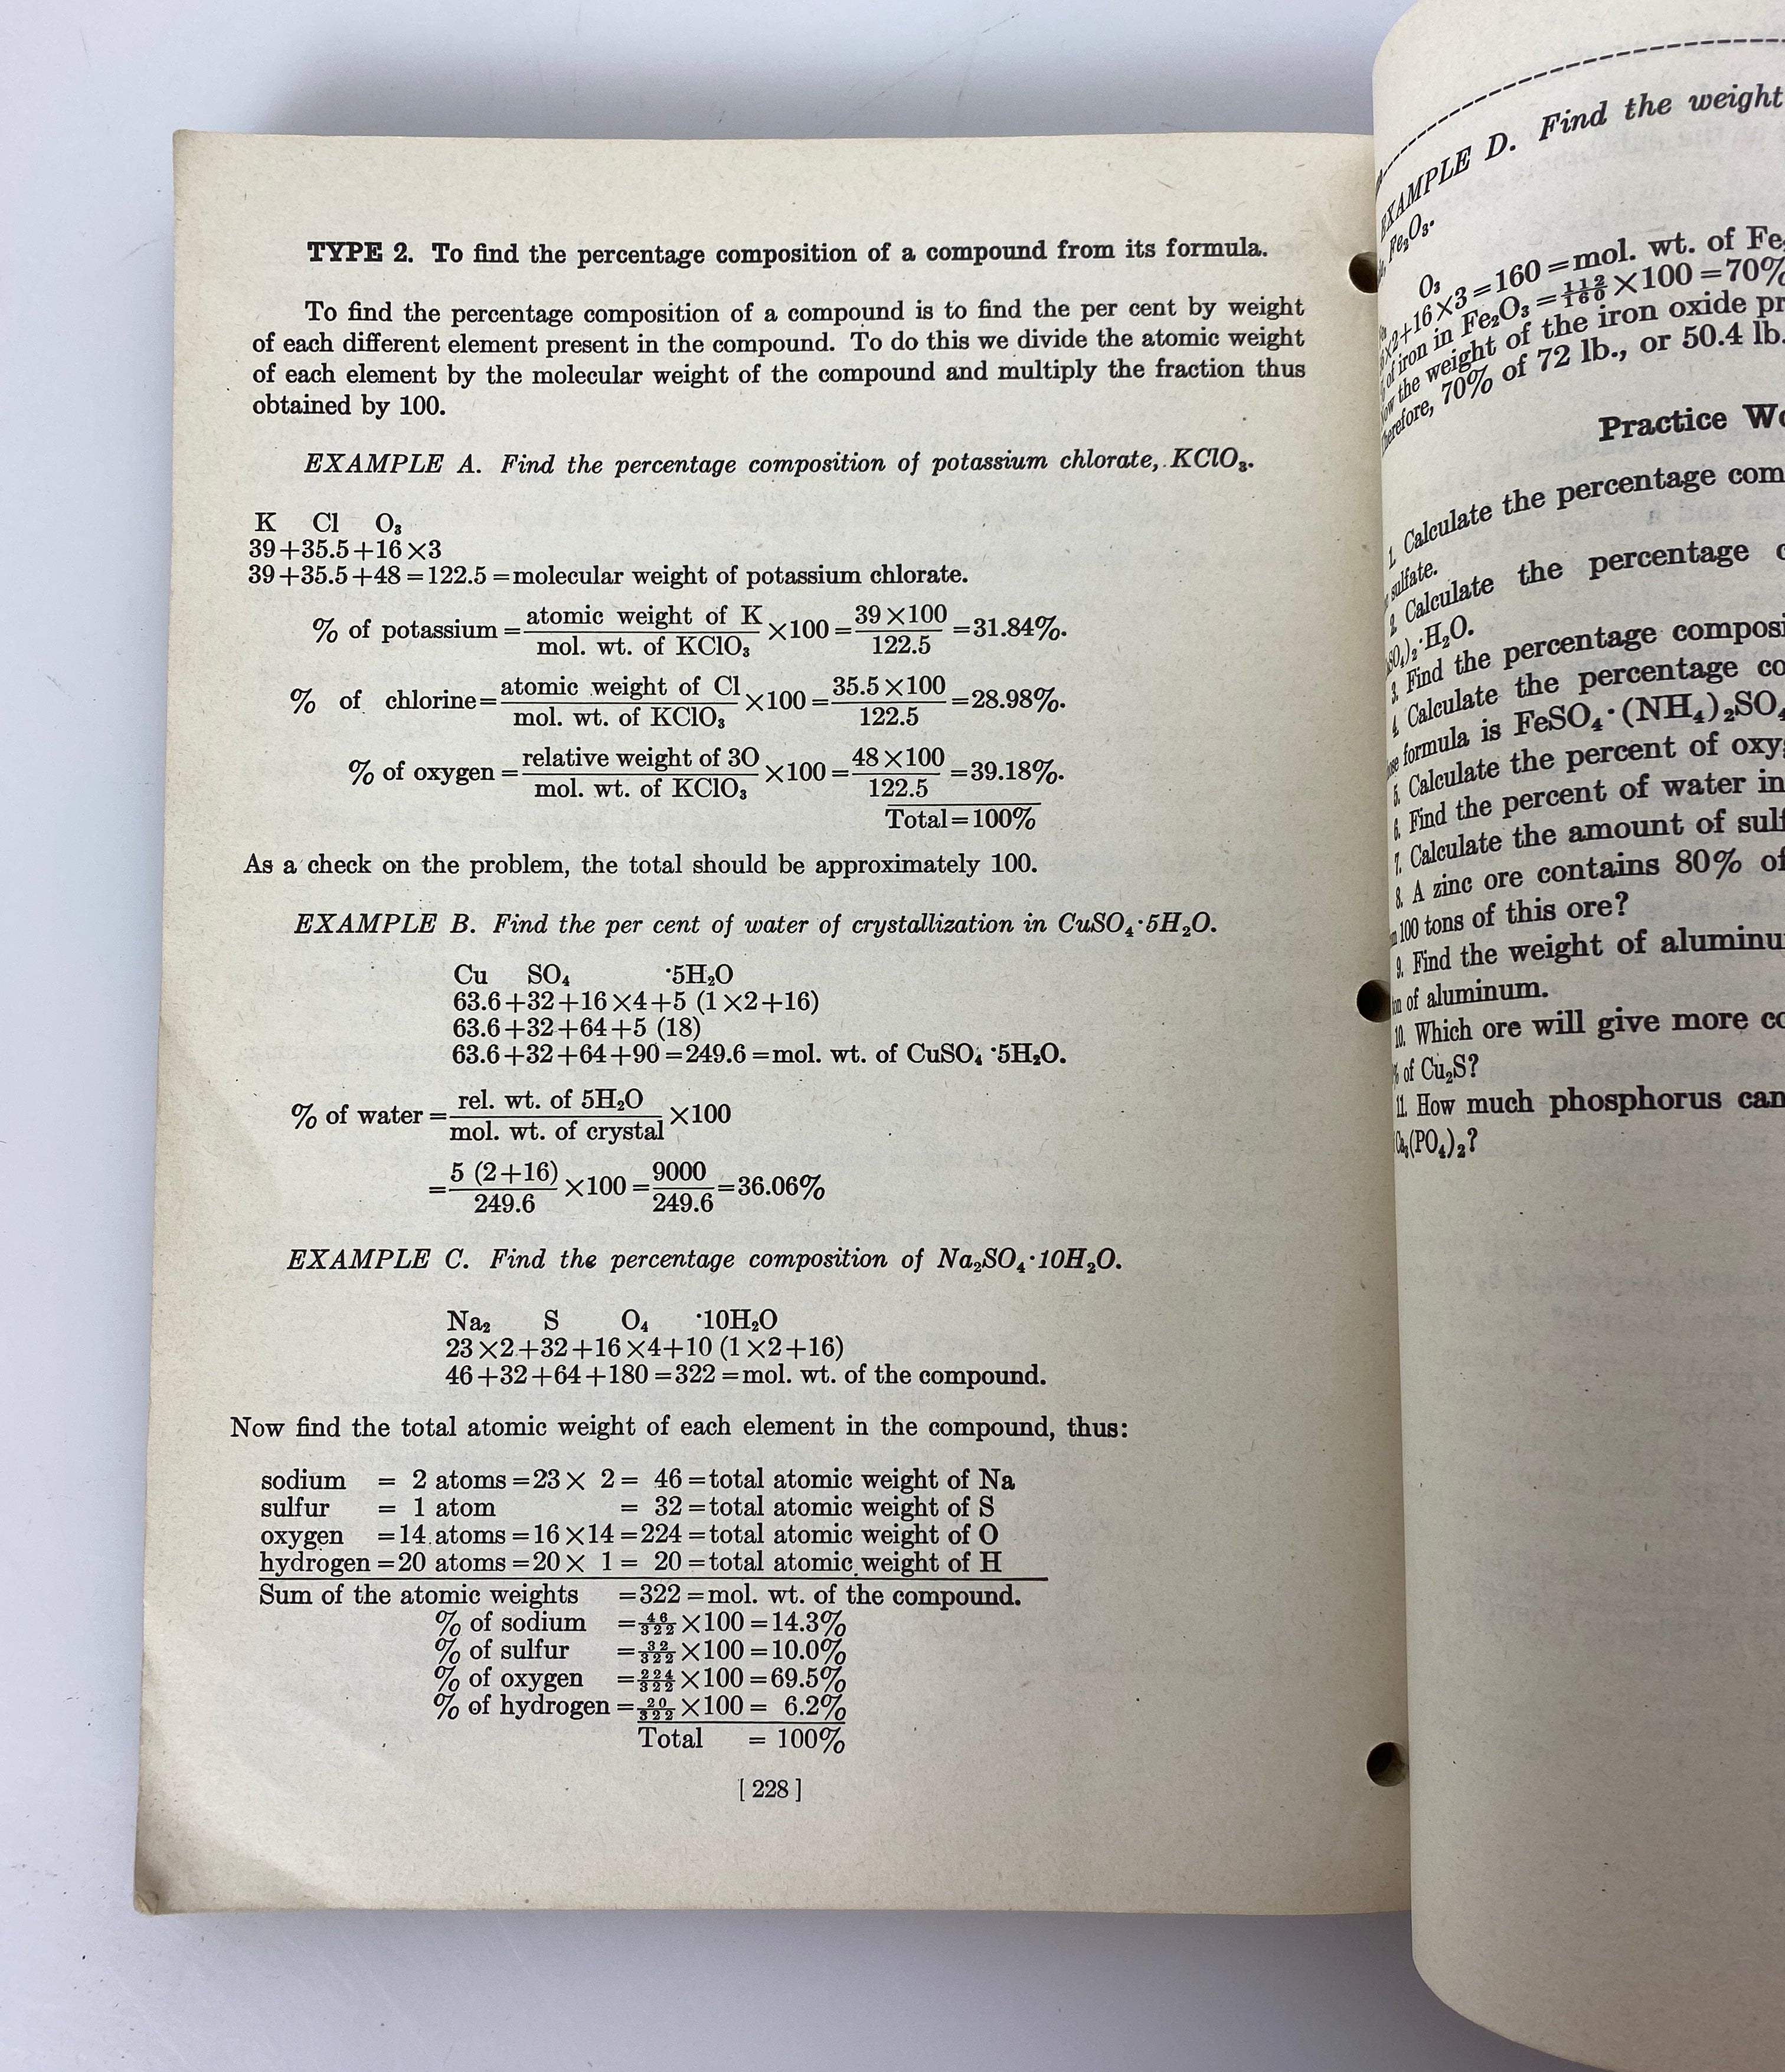 TYPE 2. To find the percentage composition of a compound from its formula.
To find the percentage composition of a compound is to find the per cent by weight
of each different element present in the compound. To do this we divide the atomic weight
of each element by the molecular weight of the compound and multiply the fraction thus
obtained by 100.
EXAMPLE A. Find the percentage composition of potassium chlorate, KClO₃.
K Cl O₃
39+35.5+16×3
39+35.5+48=122.5=molecular weight of potassium chlorate.
% of potassium = atomic weight of K / mol. wt. of KClO₃ ×100 = 39×100 / 122.5 =31.84%.
% of chlorine= atomic weight of Cl / mol. wt. of KClO₃ ×100 = 35.5×100 / 122.5 =28.98%.
% of oxygen = relative weight of 3O / mol. wt. of KClO₃ ×100 = 48×100 / 122.5 =39.18%.
Total=100%
As a check on the problem, the total should be approximately 100.
EXAMPLE B. Find the per cent of water of crystallization in CuSO₄·5H₂O.
Cu SO₄ ·5H₂O
63.6+32+16×4+5 (1×2+16)
63.6+32+64+5 (18)
63.6+32+64+90=249.6=mol. wt. of CuSO₄ ·5H₂O.
% of water = rel. wt. of 5H₂O / mol. wt. of crystal ×100
= 5 (2+16) / 249.6 ×100 = 9000 / 249.6 =36.06%
EXAMPLE C. Find the percentage composition of Na₂SO₄·10H₂O.
Na₂ S O₄ ·10H₂O
23×2+32+16×4+10 (1×2+16)
46+32+64+180=322=mol. wt. of the compound.
Now find the total atomic weight of each element in the compound, thus:
sodium = 2 atoms=23× 2= 46=total atomic weight of Na
sulfur = 1 atom = 32=total atomic weight of S
oxygen =14 atoms=16×14=224=total atomic weight of O
hydrogen=20 atoms=20× 1= 20=total atomic weight of H
Sum of the atomic weights =322=mol. wt. of the compound.
% of sodium = 46/322 ×100=14.3%
% of sulfur = 32/322 ×100=10.0%
% of oxygen = 224/322 ×100=69.5%
% of hydrogen = 20/322 ×100= 6.2%
Total = 100%
[ 228 ]
EXAMPLE D. Find the weight
Fe₂O₃.
O₃
×2+16×3=160=mol. wt. of Fe
of iron in Fe₂O₃= 112/160 ×100=70%
the weight of the iron oxide
Therefore, 70% of 72 lb., or 50.4 lb.
Practice
1. Calculate the percentage
sulfate.
2. Calculate the percentage
SO₄)₂·H₂O.
3. Find the percentage
4. Calculate the percentage
formula is FeSO₄·(NH₄)₂SO₄
5. Calculate the percent of
6. Find the percent of water in
7. Calculate the amount of
8. A zinc ore contains 80% of
100 tons of this ore?
9. Find the weight of
of aluminum.
10. Which ore will give more
% of Cu₂S?
11. How much phosphorus can
Ca₃(PO₄)₂?